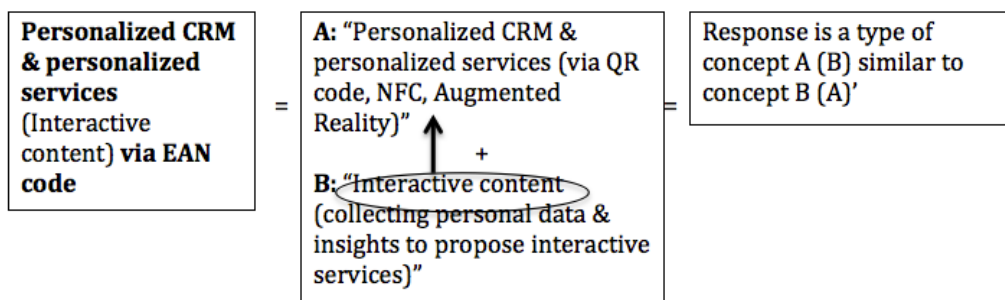 Personalized CRM
& personalized
services
(Interactive
content) via EAN
code
=
A: “Personalized CRM &
personalized services (via QR
code, NFC, Augmented
Reality)”
+
B: “Interactive content
(collecting personal data &
insights to propose interactive
services)”
=
Response is a type of
concept A (B) similar to
concept B (A)’